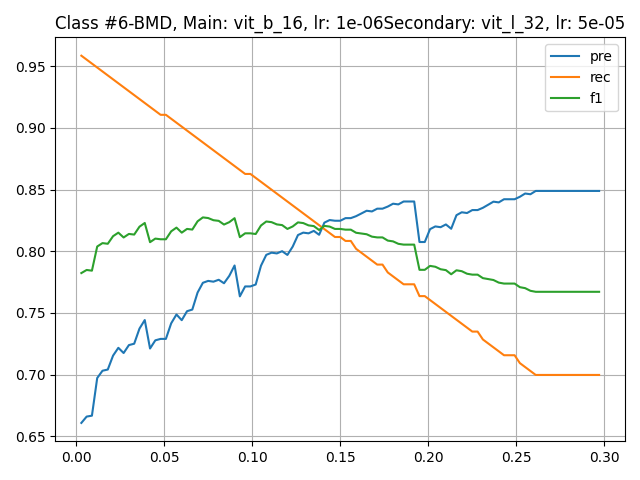 Class #6-BMD, Main: vit_b_16, lr: 1e-06Secondary: vit_l_32, lr: 5e-05
pre
rec
f1
0.95
0.90
0.85
0.80
0.75
0.70
0.65
0.00 0.05 0.10 0.15 0.20 0.25 0.30